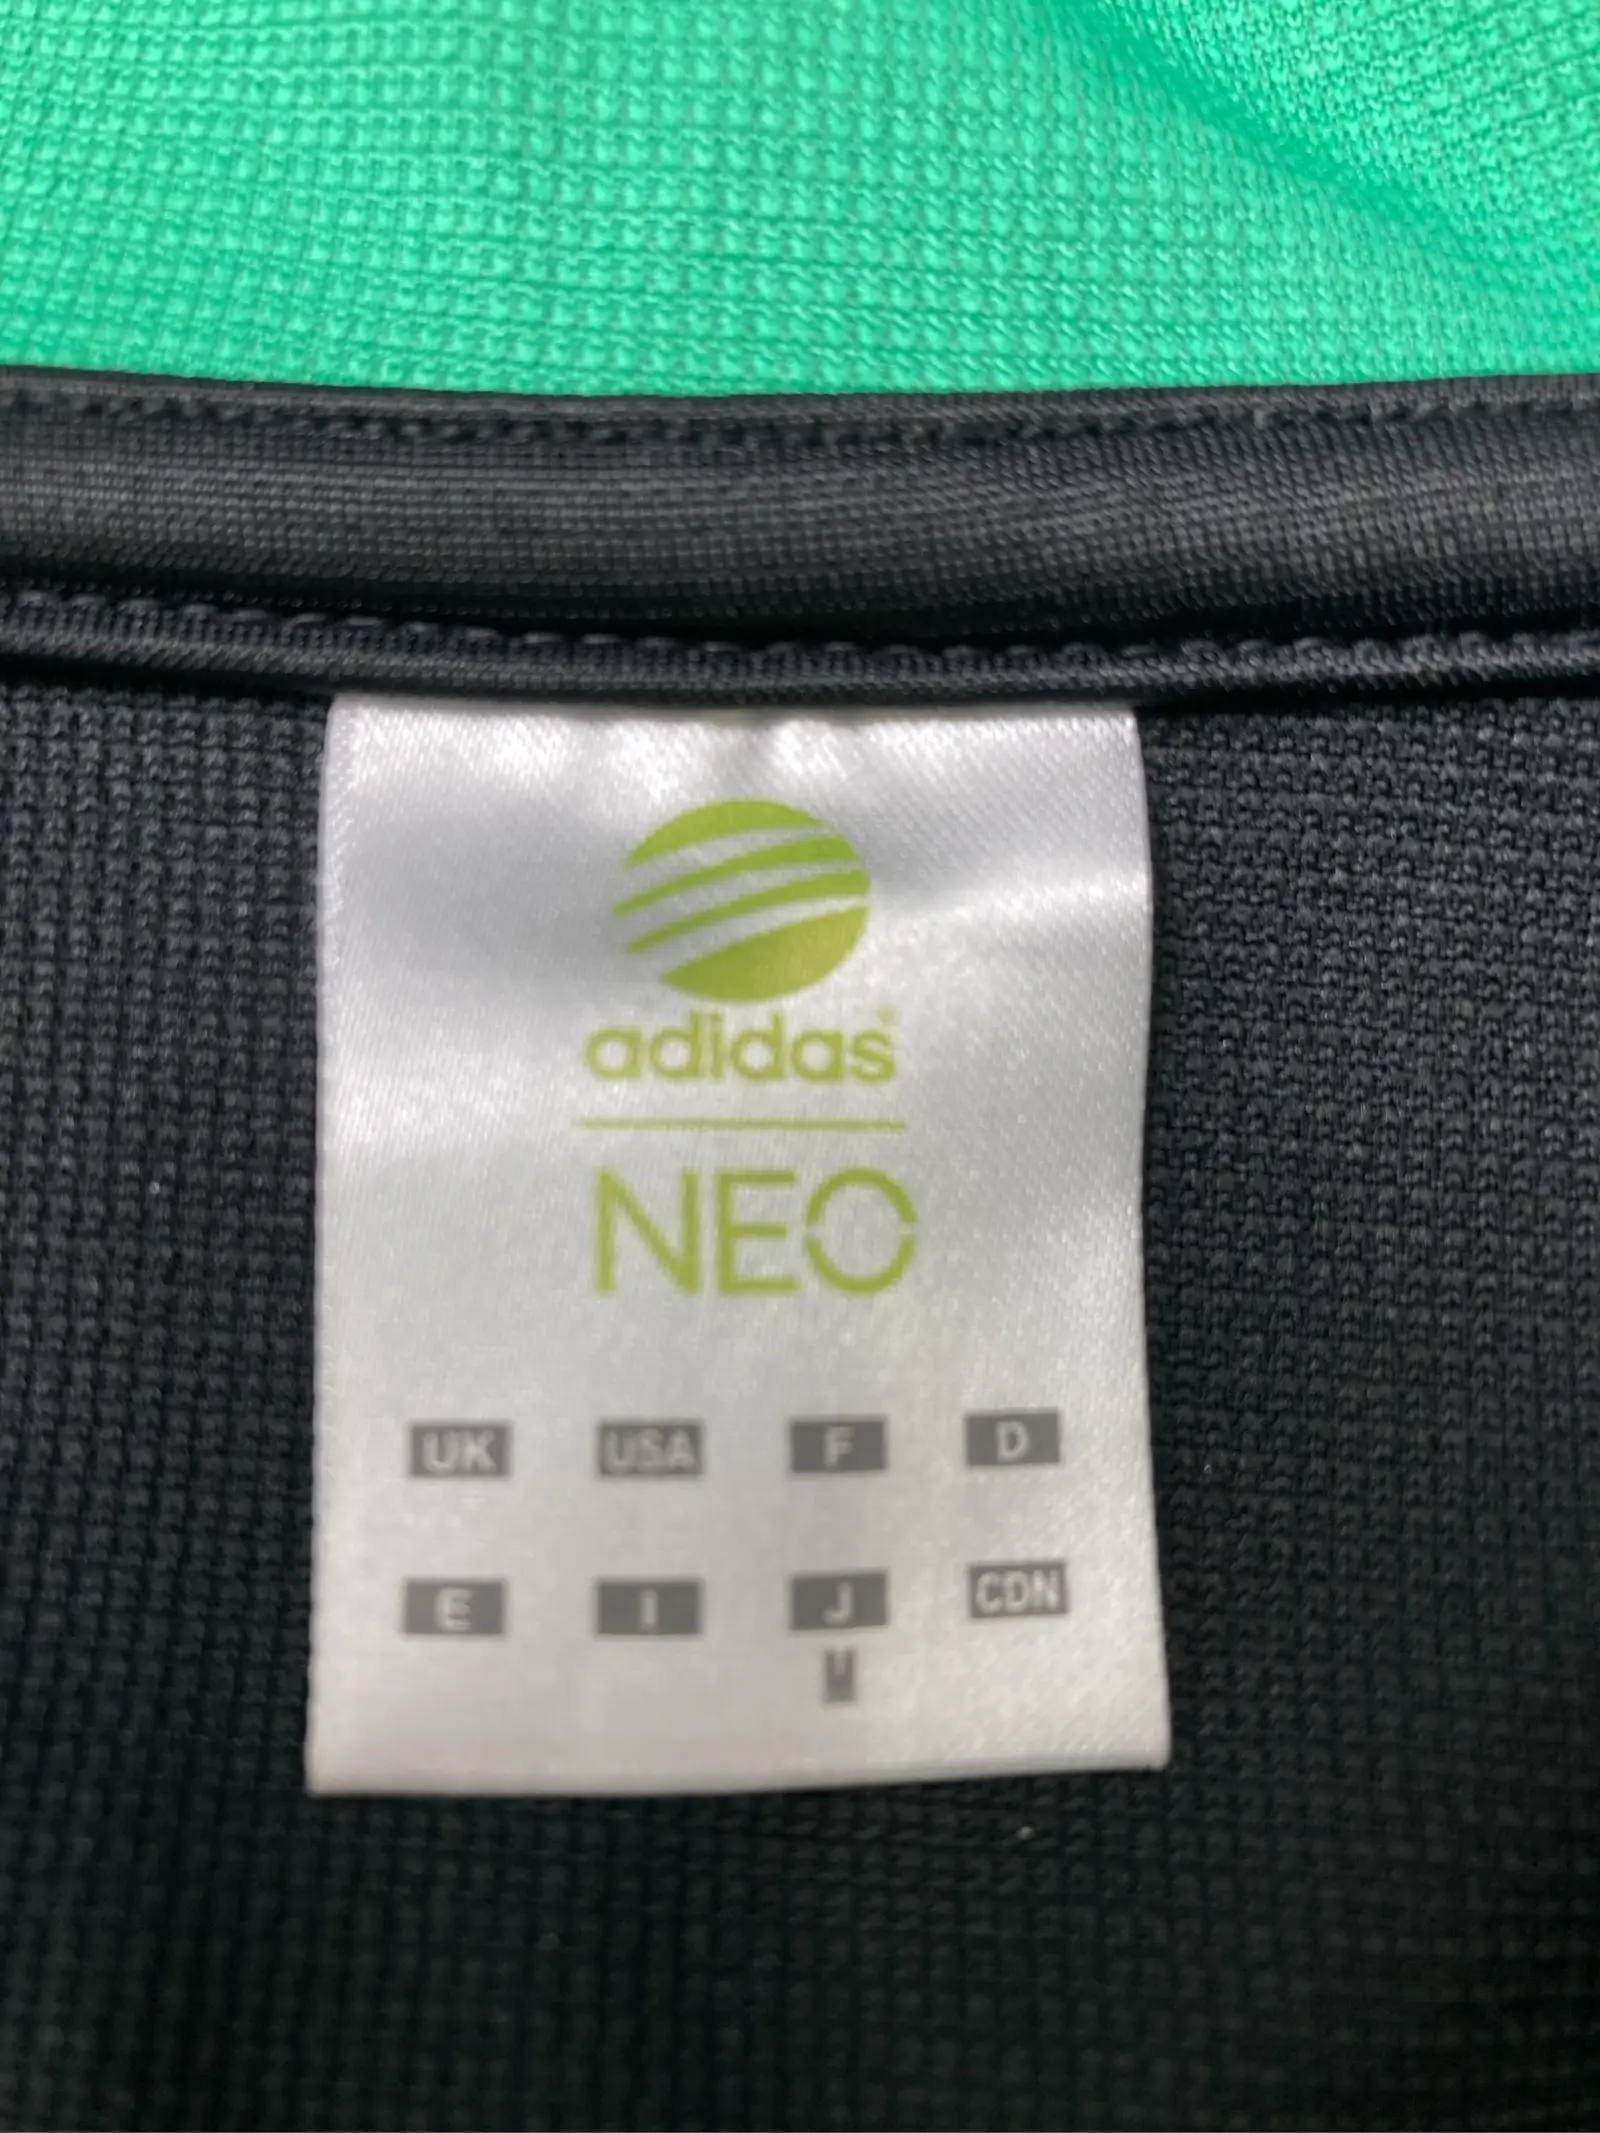 adidas®
NEO
UK USA F D
E I J CDN
M